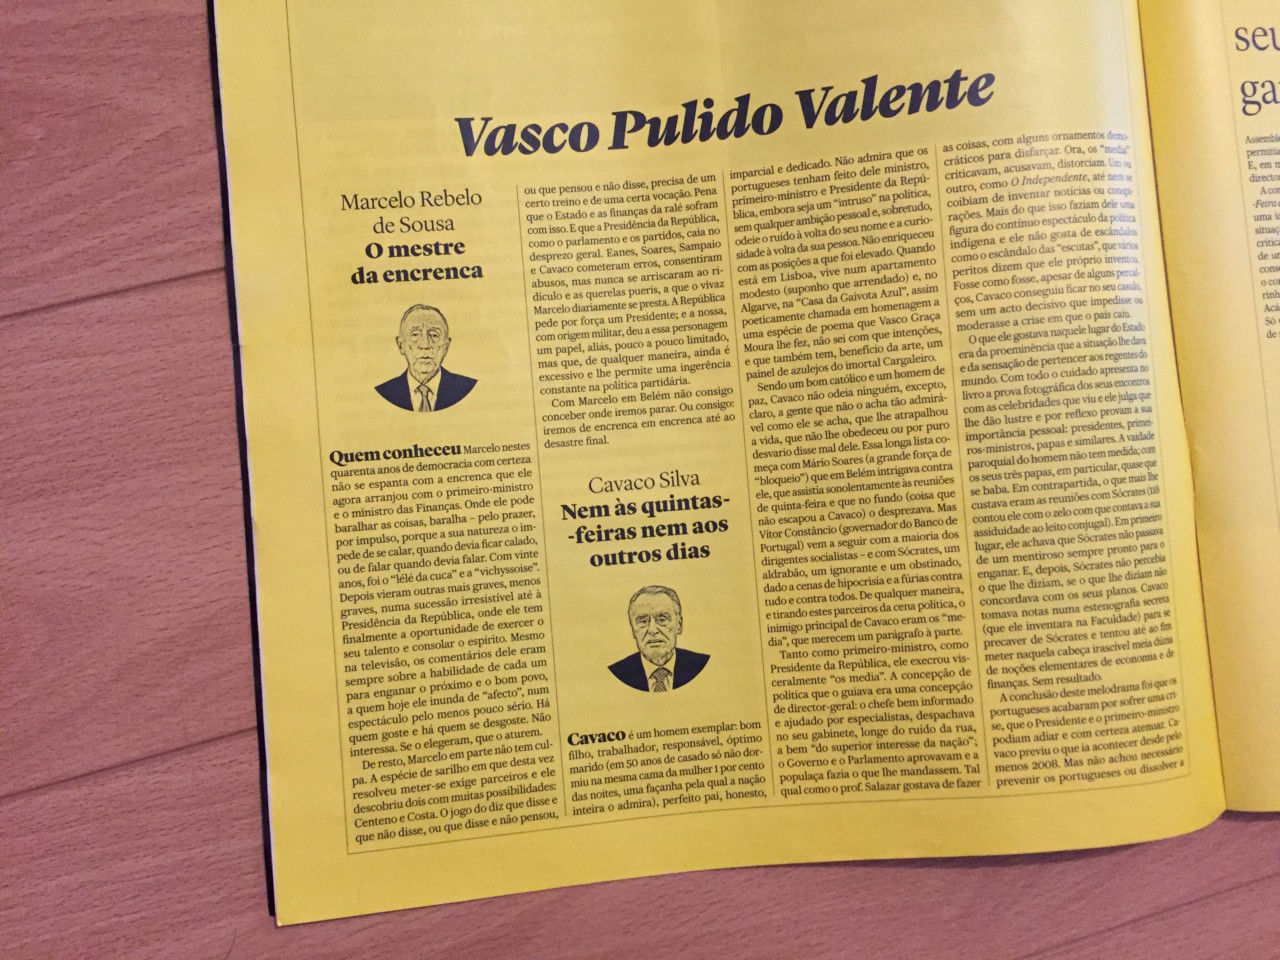 Vasco Pulido Valente
Marcelo Rebelo
de Sousa
O mestre
da encrenca
Quem conheceu Marcelo nestes
quarenta anos de democracia com certeza
não se espanta com a encrenca que ele
agora arranjou com o primeiro-ministro
e o ministro das Finanças. Onde ele pode
baralhar as coisas, baralha – pelo prazer,
por impulso, porque a sua natureza o im-
pede de se calar, quando devia ficar calado,
ou de falar quando devia falar. Com vinte
anos, foi o “lélé da cuca” e a “vichyssoise”.
Depois vieram outras mais graves, menos
graves, numa sucessão irresistível até à
Presidência da República, onde ele tem
finalmente a oportunidade de exercer o
seu talento e consolar o espírito. Mesmo
na televisão, os comentários dele eram
sempre sobre a habilidade de cada um
para enganar o próximo e o bom povo,
a quem hoje ele inunda de “afecto”, num
espectáculo pelo menos pouco sério. Há
quem goste e há quem se desgoste. Não
interessa. Se o elegeram, que o aturem.
De resto, Marcelo em parte não tem cul-
pa. A espécie de sarilho em que desta vez
resolveu meter-se exige parceiros e ele
descobriu dois com muitas possibilidades:
Centeno e Costa. O jogo do diz que disse e
que não disse, ou que disse e não pensou,
ou que pensou e não disse, precisa de um
certo treino e de uma certa vocação. Pena
que o Estado e as finanças da ralé sofram
com isso. E que a Presidência da República,
como o parlamento e os partidos, caia no
desprezo geral. Eanes, Soares, Sampaio
e Cavaco cometeram erros, consentiram
abusos, mas nunca se arriscaram ao ri-
dículo e as querelas pueris, a que o vivaz
Marcelo diariamente se presta. A República
pede por força um Presidente; e a nossa,
com origem militar, deu a essa personagem
um papel, aliás, pouco a pouco limitado,
mas que, de qualquer maneira, ainda é
excessivo e lhe permite uma ingerência
constante na política partidária.
Com Marcelo em Belém não consigo
conceber onde iremos parar. Ou consigo:
iremos de encrenca em encrenca até ao
desastre final.
Cavaco Silva
Nem às quintas-
-feiras nem aos
outros dias
Cavaco é um homem exemplar: bom
filho, trabalhador, responsável, óptimo
marido (em 50 anos de casado só não dor-
miu na mesma cama da mulher 1 por cento
das noites, uma façanha pela qual a nação
inteira o admira), perfeito pai, honesto,
imparcial e dedicado. Não admira que os
portugueses tenham feito dele ministro,
primeiro-ministro e Presidente da Repú-
blica, embora seja um “intruso” na política,
sem qualquer ambição pessoal e, sobretudo,
odeie o ruído à volta do seu nome e a curio-
sidade à volta da sua pessoa. Não enriqueceu
com as posições a que foi elevado. Quando
está em Lisboa, vive num apartamento
modesto (suponho que arrendado) e, no
Algarve, na “Casa da Gaivota Azul”, assim
poeticamente chamada em homenagem a
uma espécie de poema que Vasco Graça
Moura lhe fez, não sei com que intenções,
e que também tem, benefício da arte, um
painel de azulejos do imortal Cargaleiro.
Sendo um bom católico e um homem de
paz, Cavaco não odeia ninguém, excepto,
claro, a gente que não o acha tão admirá-
vel como ele se acha, que lhe atrapalhou
a vida, que não lhe obedeceu ou por puro
desvario disse mal dele. Essa longa lista co-
meça com Mário Soares (a grande força de
“bloqueio”) que em Belém intrigava contra
ele, que assistia sonolentamente às reuniões
de quinta-feira e que no fundo (coisa que
não escapou a Cavaco) o desprezava. Mas
Vitor Constâncio (governador do Banco de
Portugal) vem a seguir com a maioria dos
dirigentes socialistas – e com Sócrates, um
aldrabão, um ignorante e um obstinado,
dado a cenas de hipocrisia e a fúrias contra
tudo e contra todos. De qualquer maneira,
e tirando estes parceiros da cena política, o
inimigo principal de Cavaco eram os “me-
dia”, que merecem um parágrafo à parte.
Tanto como primeiro-ministro, como
Presidente da República, ele execrou vis-
ceralmente “os media”. A concepção de
política que o guiava era uma concepção
de director-geral: o chefe bem informado
e ajudado por especialistas, despachava
no seu gabinete, longe do ruído da rua,
a bem “do superior interesse da nação”;
o Governo e o Parlamento aprovavam e a
populaça fazia o que lhe mandassem. Tal
qual como o prof. Salazar gostava de fazer
as coisas, com alguns ornamentos demo-
cráticos para disfarçar. Ora, os “media”
criticavam, acusavam, distorciam. Um ou
outro, como O Independente, até nem se
coibiam de inventar notícias ou conspi-
rações. Mais do que isso faziam dele uma
figura do contínuo espectáculo da política
indígena e ele não gosta de escândalos
como o escândalo das “escutas”, que vários
peritos dizem que ele próprio inventou.
Fosse como fosse, apesar de alguns percal-
ços, Cavaco conseguiu ficar no seu casulo,
sem um acto decisivo que impedisse ou
moderasse a crise em que o país caiu.
O que ele gostava naquele lugar do Estado
era da proeminência que a situação lhe dava
e da sensação de pertencer aos regentes do
mundo. Com todo o cuidado apresenta no
livro a prova fotográfica dos seus encontros
com as celebridades que viu e ele julga que
lhe dão lustre e por reflexo provam a sua
importância pessoal: presidentes, primei-
ros-ministros, papas e similares. A vaidade
paroquial do homem não tem medida; com
os seus três papas, em particular, quase que
se baba. Em contrapartida, o que mais lhe
custava eram as reuniões com Sócrates (188
contou ele com o zelo com que contava a sua
assiduidade ao leito conjugal). Em primeiro
lugar, ele achava que Sócrates não passava
de um mentiroso sempre pronto para o
enganar. E, depois, Sócrates não percebia
o que lhe diziam, se o que lhe diziam não
concordava com os seus planos. Cavaco
tomava notas numa estenografia secreta
(que ele inventara na Faculdade) para se
precaver de Sócrates e tentou até ao fim
meter naquela cabeça irascível meia dúzia
de noções elementares de economia e de
finanças. Sem resultado.
A conclusão deste melodrama foi que os
portugueses acabaram por sofrer uma cri-
se, que o Presidente e o primeiro-ministro
podiam adiar e com certeza atenuar. Ca-
vaco previu o que ia acontecer desde pelo
menos 2008. Mas não achou necessário
prevenir os portugueses ou dissolver a